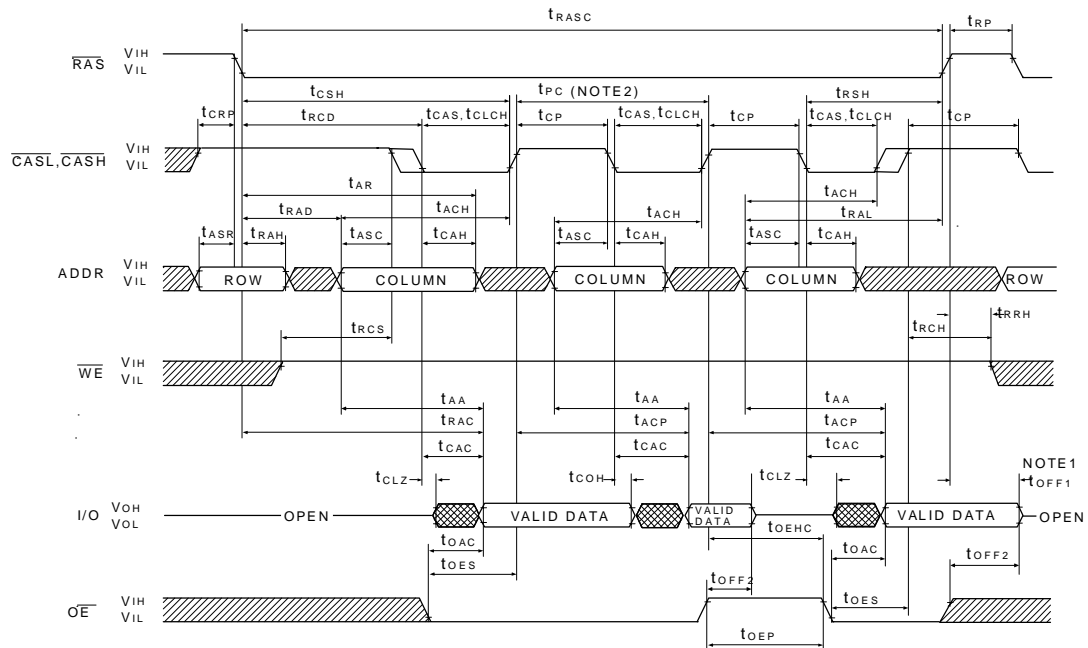 tRASC tRP
RAS VIH
VIL
tCSH tPC (NOTE2) tRSH
tCRP tRCD tCAS,tCLCH tCP tCAS,tCLCH tCP tCAS,tCLCH tCP
CASL,CASH VIH
VIL
tAR tACH
tRAD tACH tACH tRAL
tASR tRAH tASC tCAH tASC tCAH tASC tCAH
ADDR VIH
VIL
ROW COLUMN COLUMN COLUMN ROW
tRCS tRCH tRRH
WE VIH
VIL
tAA tAA tAA
tRAC tACP tACP
tCAC tCAC tCAC
tCLZ tCOH tCLZ NOTE1
tOFF1
I/O VOH
VOL
OPEN VALID DATA VALID DATA VALID DATA OPEN
tOEHC
tOAC tOAC
tOES tOFF2 tOFF2
tOES
OE VIH
VIL
tOEP